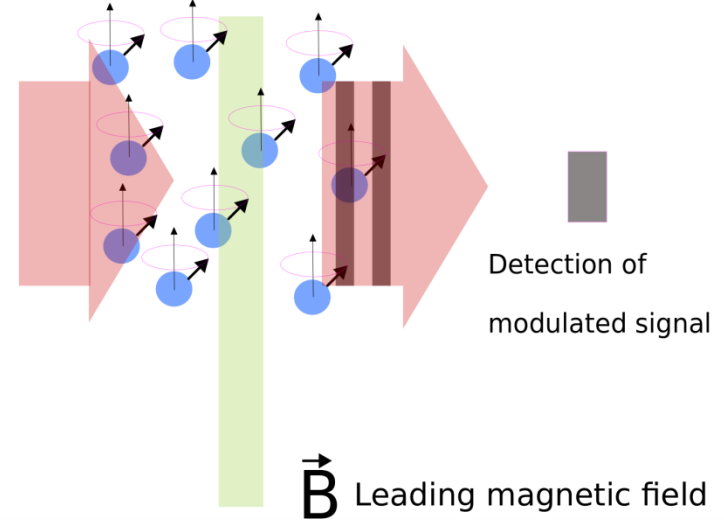 Detection of
modulated signal
B Leading magnetic field